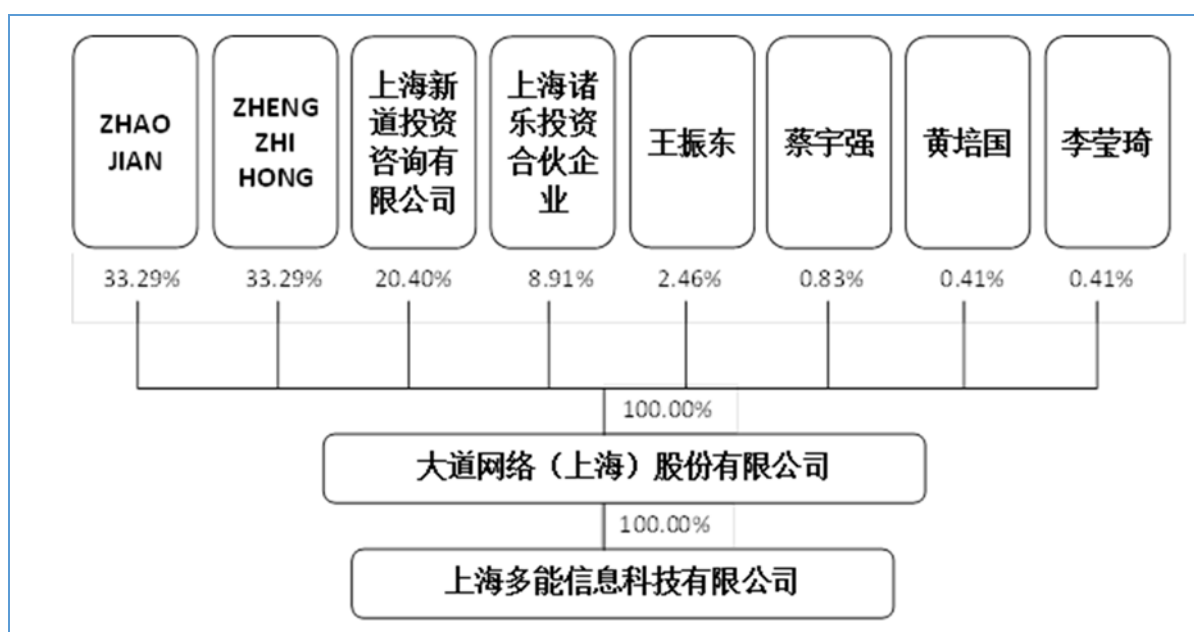 ZHAO
JIAN
ZHENG
ZHI
HONG
上海新
道投资
咨询有
限公司
上海诸
乐投资
合伙企
业
王振东
蔡宇强
黄培国
李莹琦
33.29%
33.29%
20.40%
8.91%
2.46%
0.83%
0.41%
0.41%
100.00%
大道网络（上海）股份有限公司
100.00%
上海多能信息科技有限公司